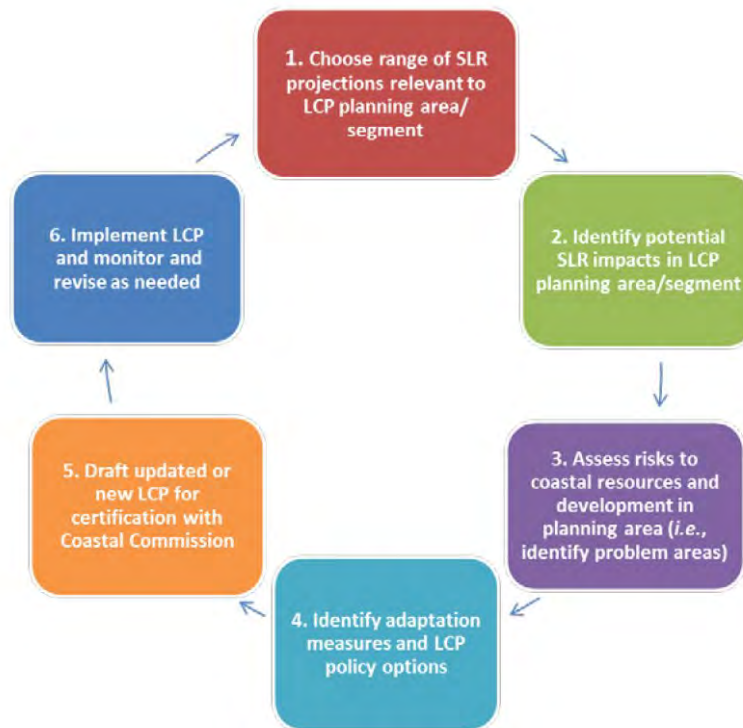 1. Choose range of SLR
projections relevant to
LCP planning area/
segment
2. Identify potential
SLR impacts in LCP
planning area/segment
3. Assess risks to
coastal resources and
development in
planning area (i.e.,
identify problem areas)
4. Identify adaptation
measures and LCP
policy options
5. Draft updated or
new LCP for
certification with
Coastal Commission
6. Implement LCP
and monitor and
revise as needed